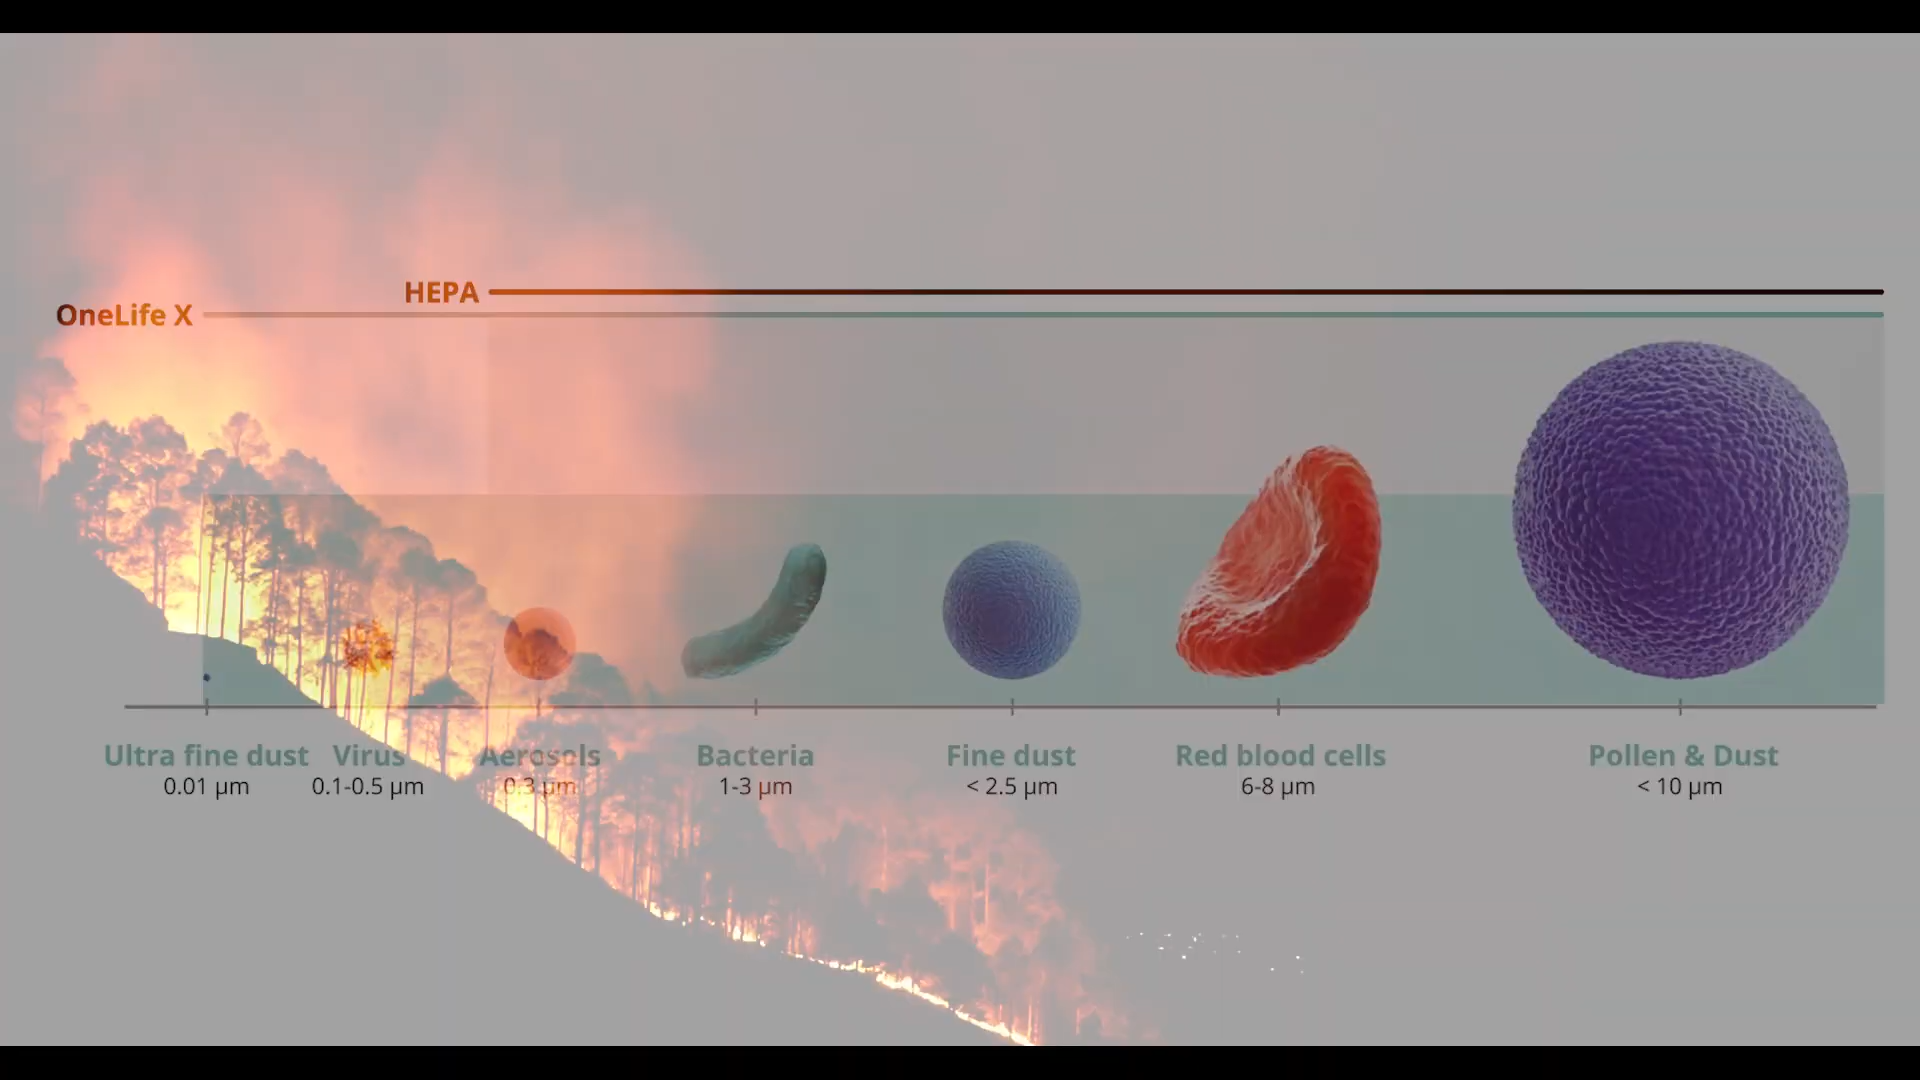 HEPA
OneLife X
Ultra fine dust
0.01 µm
Virus
0.1-0.5 µm
Aerosols
0.3 µm
Bacteria
1-3 µm
Fine dust
< 2.5 µm
Red blood cells
6-8 µm
Pollen & Dust
< 10 µm